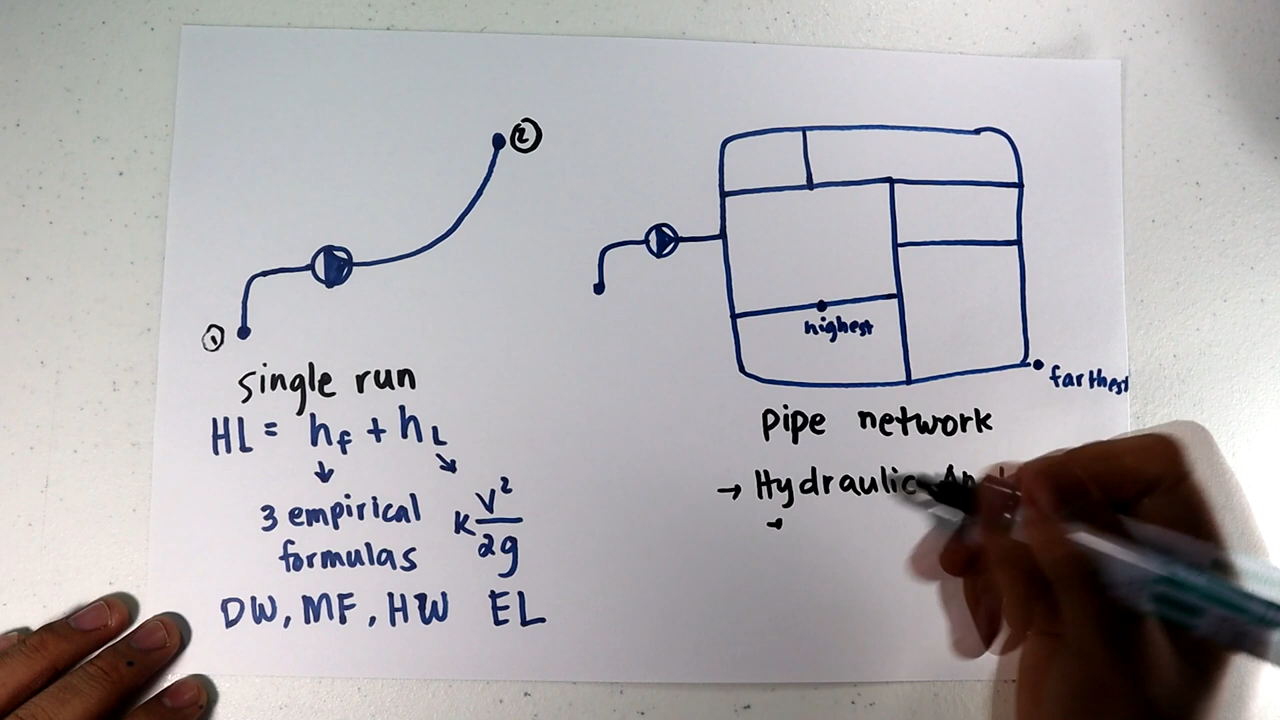 ①
②
single run
HL = hf + hL
3 empirical
formulas
K V²/2g
DW, MF, HW
EL
highest
farthest
pipe network
→ Hydraulic